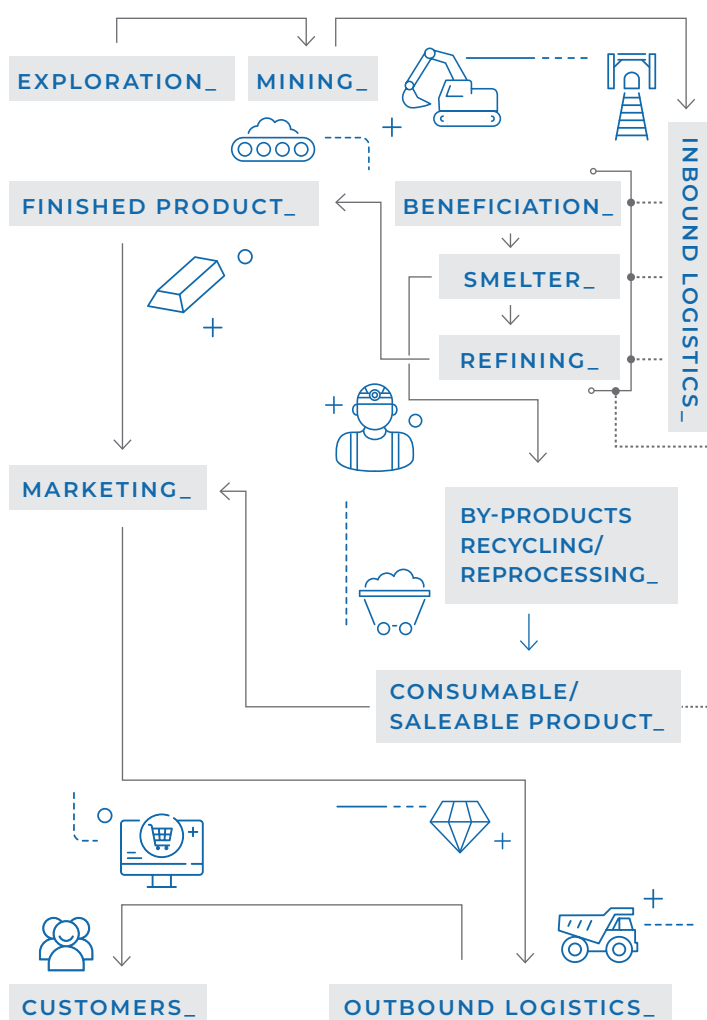 EXPLORATION_
MINING_
INBOUND LOGISTICS_
FINISHED PRODUCT_
BENEFICIATION_
SMELTER_
REFINING_
MARKETING_
BY-PRODUCTS
RECYCLING/
REPROCESSING_
CONSUMABLE/
SALEABLE PRODUCT_
CUSTOMERS_
OUTBOUND LOGISTICS_